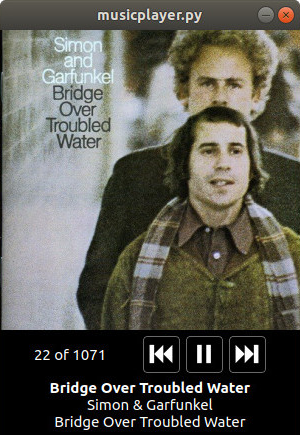 musicplayer.py
Simon
and
Garfunkel
Bridge
Over
Troubled
Water
22 of 1071
Bridge Over Troubled Water
Simon & Garfunkel
Bridge Over Troubled Water